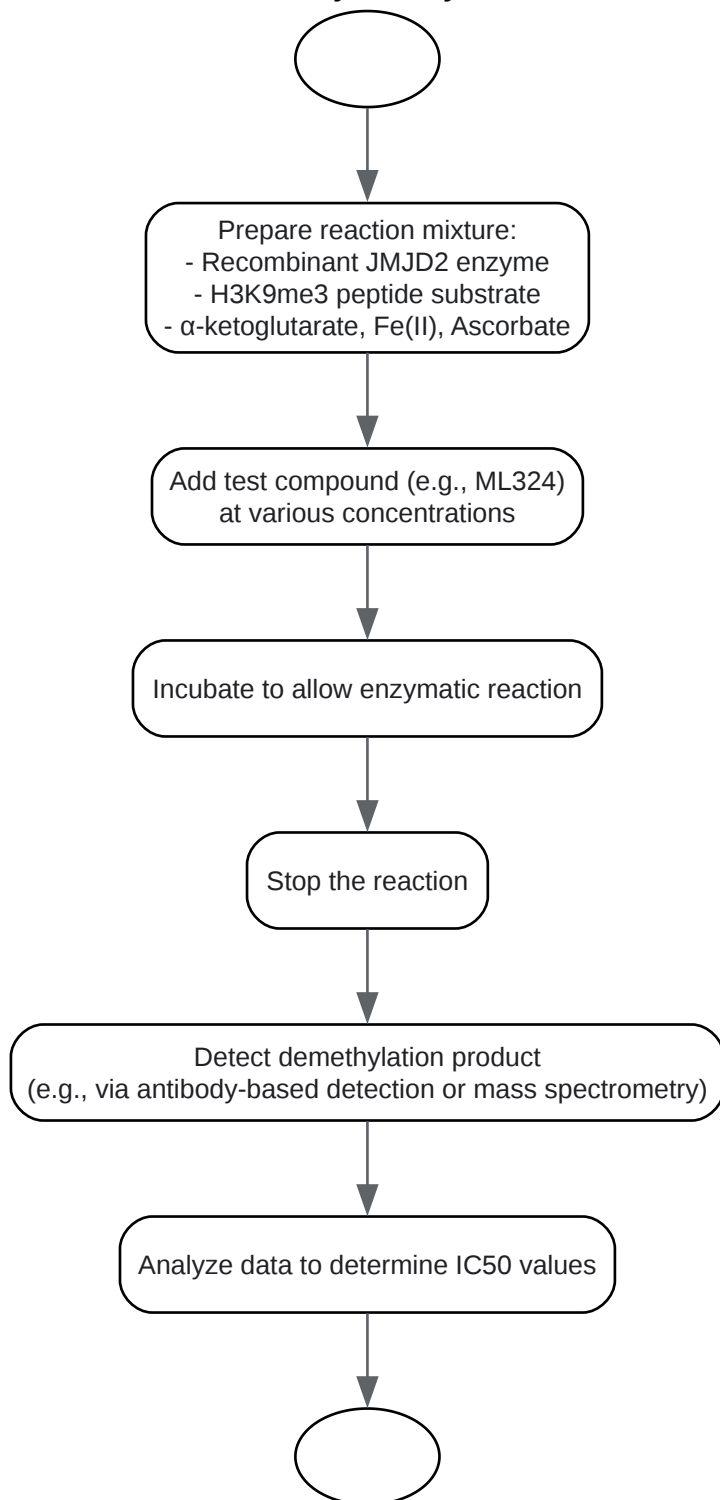 Prepare reaction mixture:
- Recombinant JMJD2 enzyme
- H3K9me3 peptide substrate
- α-ketoglutarate, Fe(II), Ascorbate
Add test compound (e.g., ML324)
at various concentrations
Incubate to allow enzymatic reaction
Stop the reaction
Detect demethylation product
(e.g., via antibody-based detection or mass spectrometry)
Analyze data to determine IC50 values